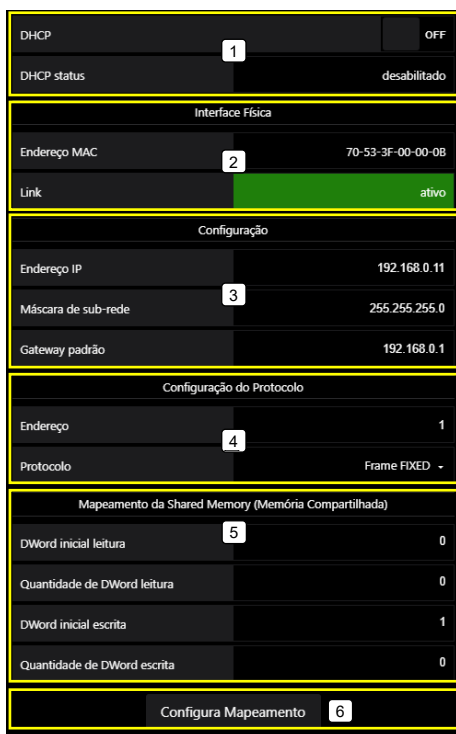 DHCP OFF
1
DHCP status desabilitado
Interface Física
Endereço MAC 70-53-3F-00-00-0B
2
Link ativo
Configuração
Endereço IP 192.168.0.11
3
Máscara de sub-rede 255.255.255.0
Gateway padrão 192.168.0.1
Configuração do Protocolo
Endereço 1
4
Protocolo Frame FIXED
Mapeamento da Shared Memory (Memória Compartilhada)
5
DWord inicial leitura 0
Quantidade de DWord leitura 0
DWord inicial escrita 1
Quantidade de DWord escrita 0
Configura Mapeamento 6